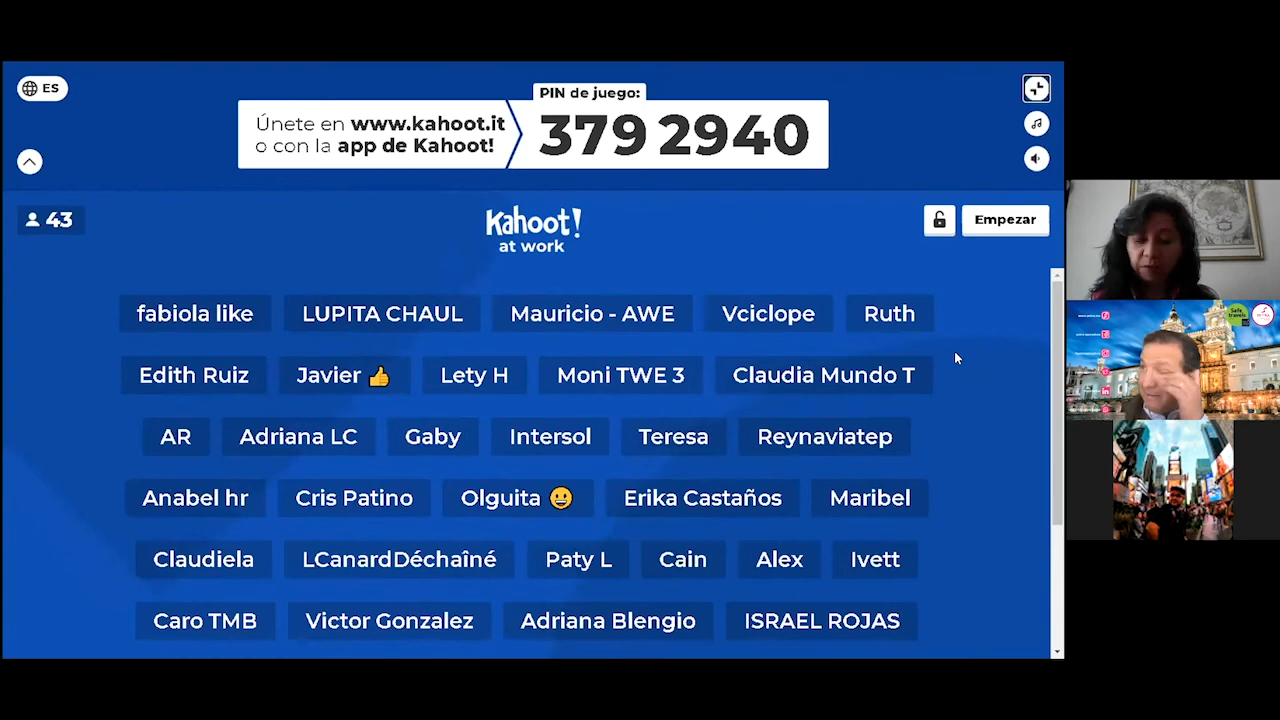 ES
PIN de juego:
Únete en www.kahoot.it
o con la app de Kahoot!
379 2940
43
Kahoot!
at work
Empezar
fabiola like LUPITA CHAUL Mauricio - AWE Vciclope Ruth
Edith Ruiz Javier 👍 Lety H Moni TWE 3 Claudia Mundo T
AR Adriana LC Gaby Intersol Teresa Reynaviatep
Anabel hr Cris Patino Olguita 😀 Erika Castaños Maribel
Claudiela LCanardDéchaîné Paty L Cain Alex Ivett
Caro TMB Victor Gonzalez Adriana Blengio ISRAEL ROJAS
Safe
travels